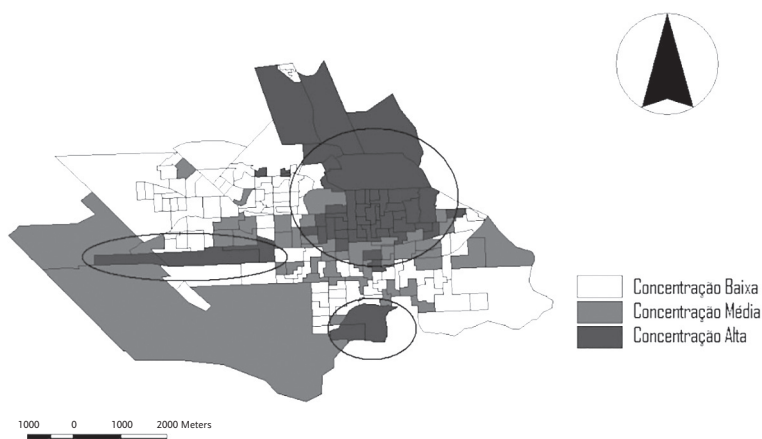 Concentração Baixa
Concentração Média
Concentração Alta
1000 0 1000 2000 Meters